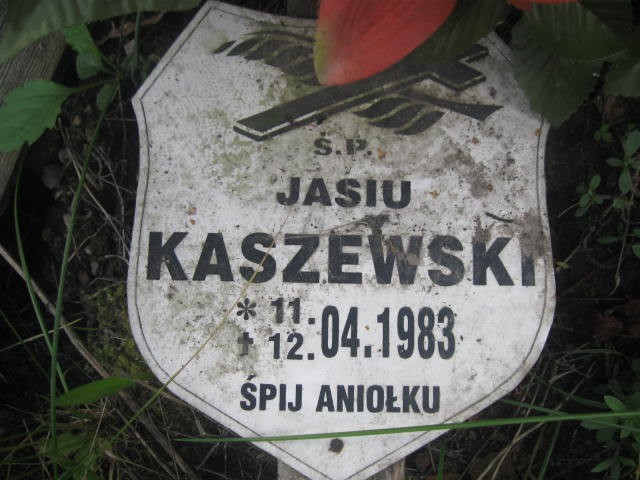 Ś.P.
JASIU
KASZEWSKI
* 11.
✝ 12. 04.1983
ŚPIJ ANIOŁKU